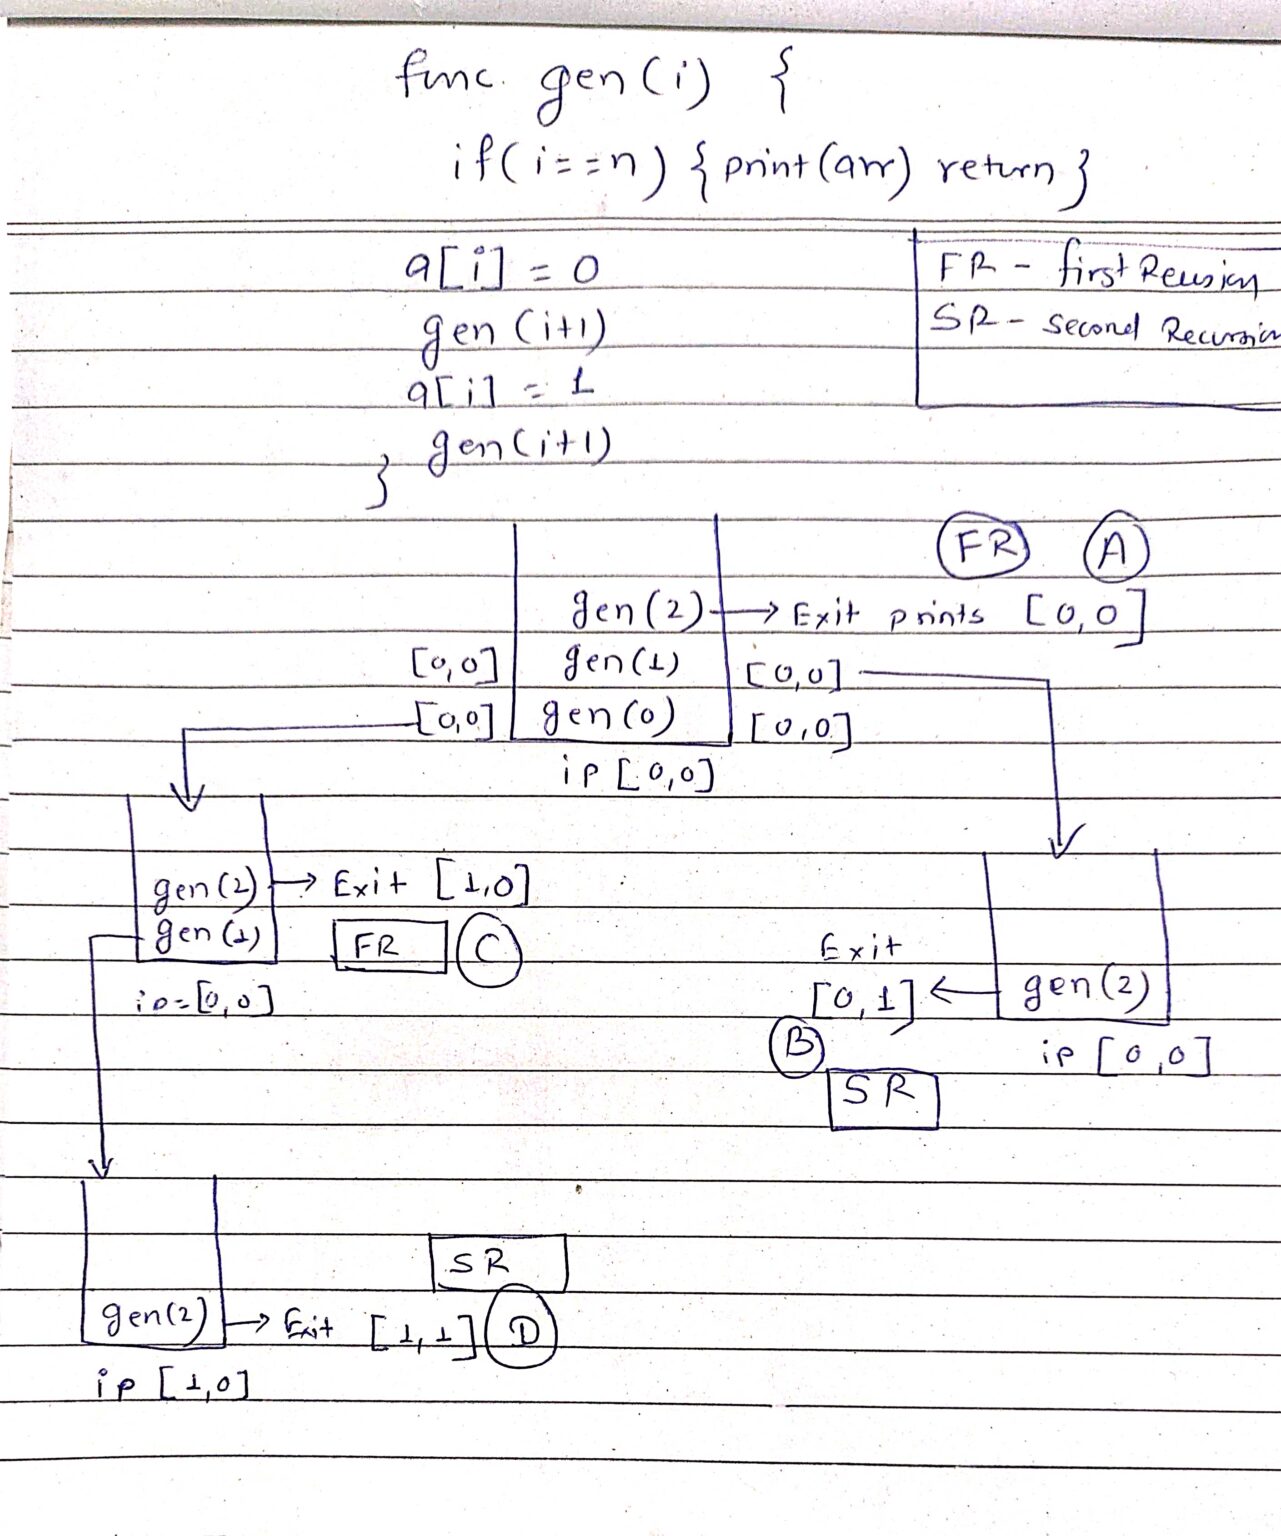 func. gen(i) {
if(i==n) { print(arr) return }
a[i] = 0
gen(i+1)
a[i] = 1
gen(i+1)
}
FR - first Reusion
SR - second Recursion
FR A
gen(2) → Exit prints [0,0]
[0,0] gen(1) [0,0]
[0,0] gen(0) [0,0]
ip [0,0]
gen(2) → Exit [1,0]
gen(1) FR C
ip=[0,0]
Exit
[0,1] ← gen(2)
B ip [0,0]
SR
SR
gen(2) → Exit [1,1] D
ip [1,0]